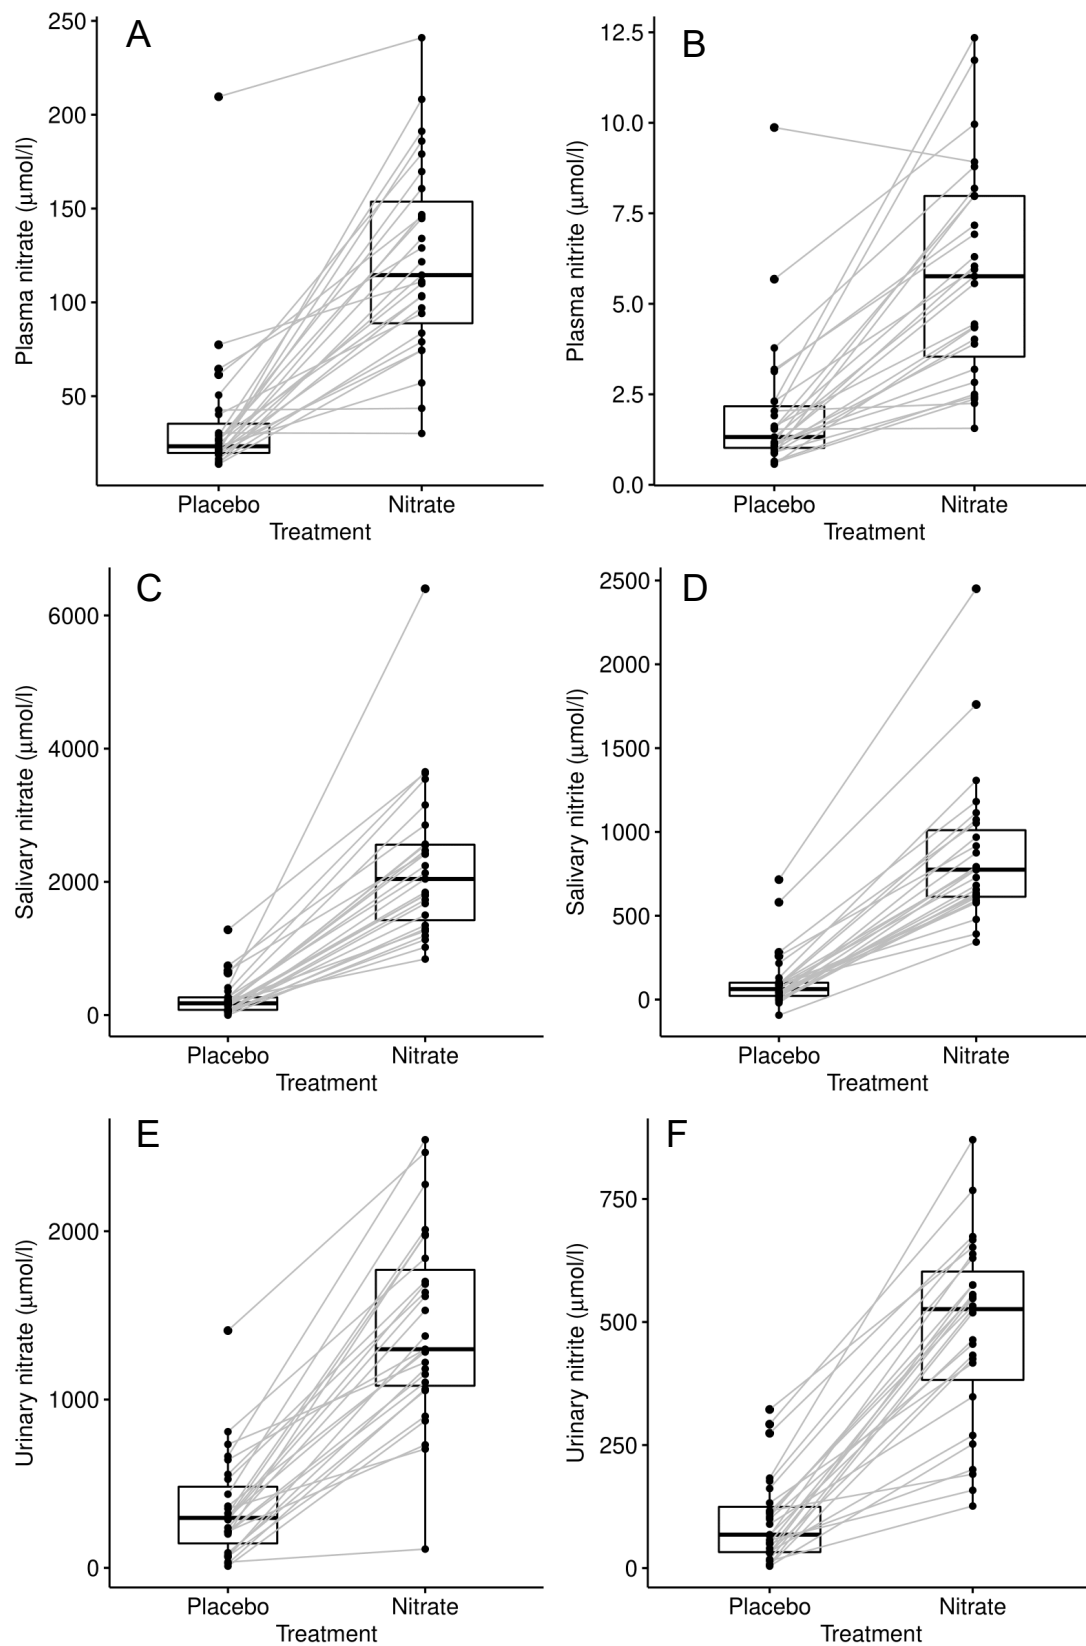 A
Plasma nitrate (μmol/l)
250
200
150
100
50
Placebo Nitrate
Treatment
B
Plasma nitrite (μmol/l)
12.5
10.0
7.5
5.0
2.5
0.0
Placebo Nitrate
Treatment
C
Salivary nitrate (μmol/l)
6000
4000
2000
0
Placebo Nitrate
Treatment
D
Salivary nitrite (μmol/l)
2500
2000
1500
1000
500
0
Placebo Nitrate
Treatment
E
Urinary nitrate (μmol/l)
2000
1000
0
Placebo Nitrate
Treatment
F
Urinary nitrite (μmol/l)
750
500
250
0
Placebo Nitrate
Treatment